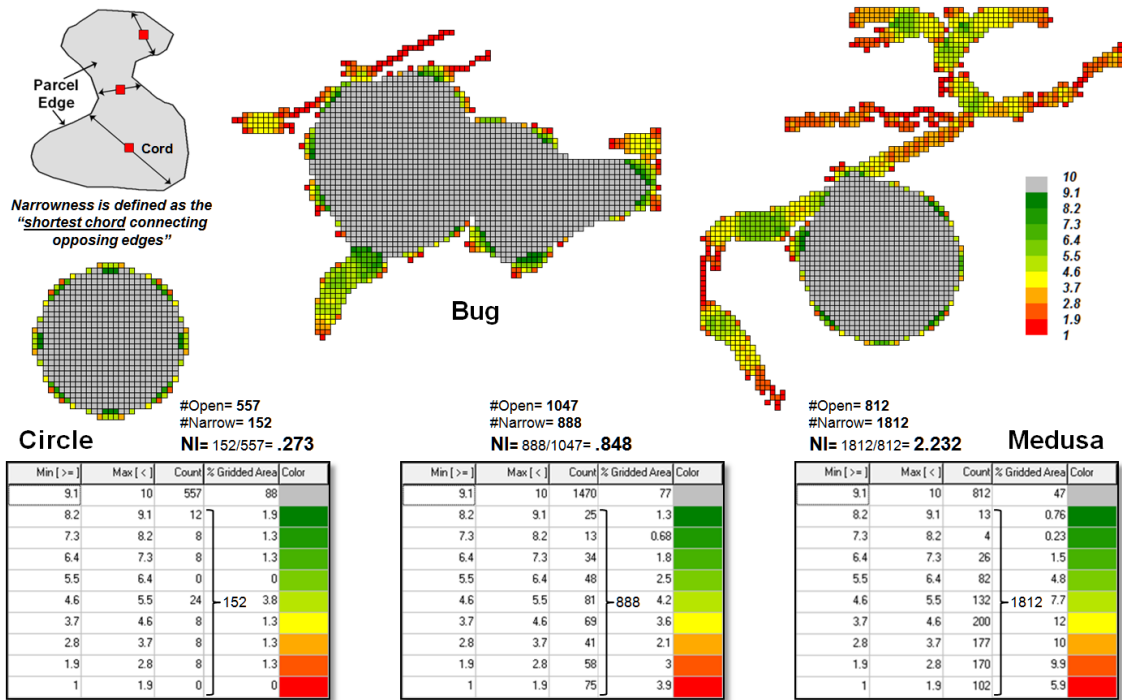 Parcel
Edge
Cord
Narrowness is defined as the
“shortest chord connecting
opposing edges”
10
9.1
8.2
7.3
6.4
5.5
4.6
3.7
2.8
1.9
1
Bug
Circle
#Open= 557
#Narrow= 152
NI= 152/557= .273
#Open= 1047
#Narrow= 888
NI= 888/1047= .848
#Open= 812
#Narrow= 1812
NI= 1812/812= 2.232
Medusa
Min [ >= ] Max [ < ] Count % Gridded Area Color
9.1 10 557 88
8.2 9.1 12 1.9
7.3 8.2 8 1.3
6.4 7.3 8 1.3
5.5 6.4 0 0
4.6 5.5 24 152 3.8
3.7 4.6 8 1.3
2.8 3.7 8 1.3
1.9 2.8 8 1.3
1 1.9 0 0
Min [ >= ] Max [ < ] Count % Gridded Area Color
9.1 10 1470 77
8.2 9.1 25 1.3
7.3 8.2 13 0.68
6.4 7.3 34 1.8
5.5 6.4 48 2.5
4.6 5.5 81 888 4.2
3.7 4.6 69 3.6
2.8 3.7 41 2.1
1.9 2.8 58 3
1 1.9 75 3.9
Min [ >= ] Max [ < ] Count % Gridded Area Color
9.1 10 812 47
8.2 9.1 13 0.76
7.3 8.2 4 0.23
6.4 7.3 26 1.5
5.5 6.4 82 4.8
4.6 5.5 132 1812 7.7
3.7 4.6 200 12
2.8 3.7 177 10
1.9 2.8 170 9.9
1 1.9 102 5.9